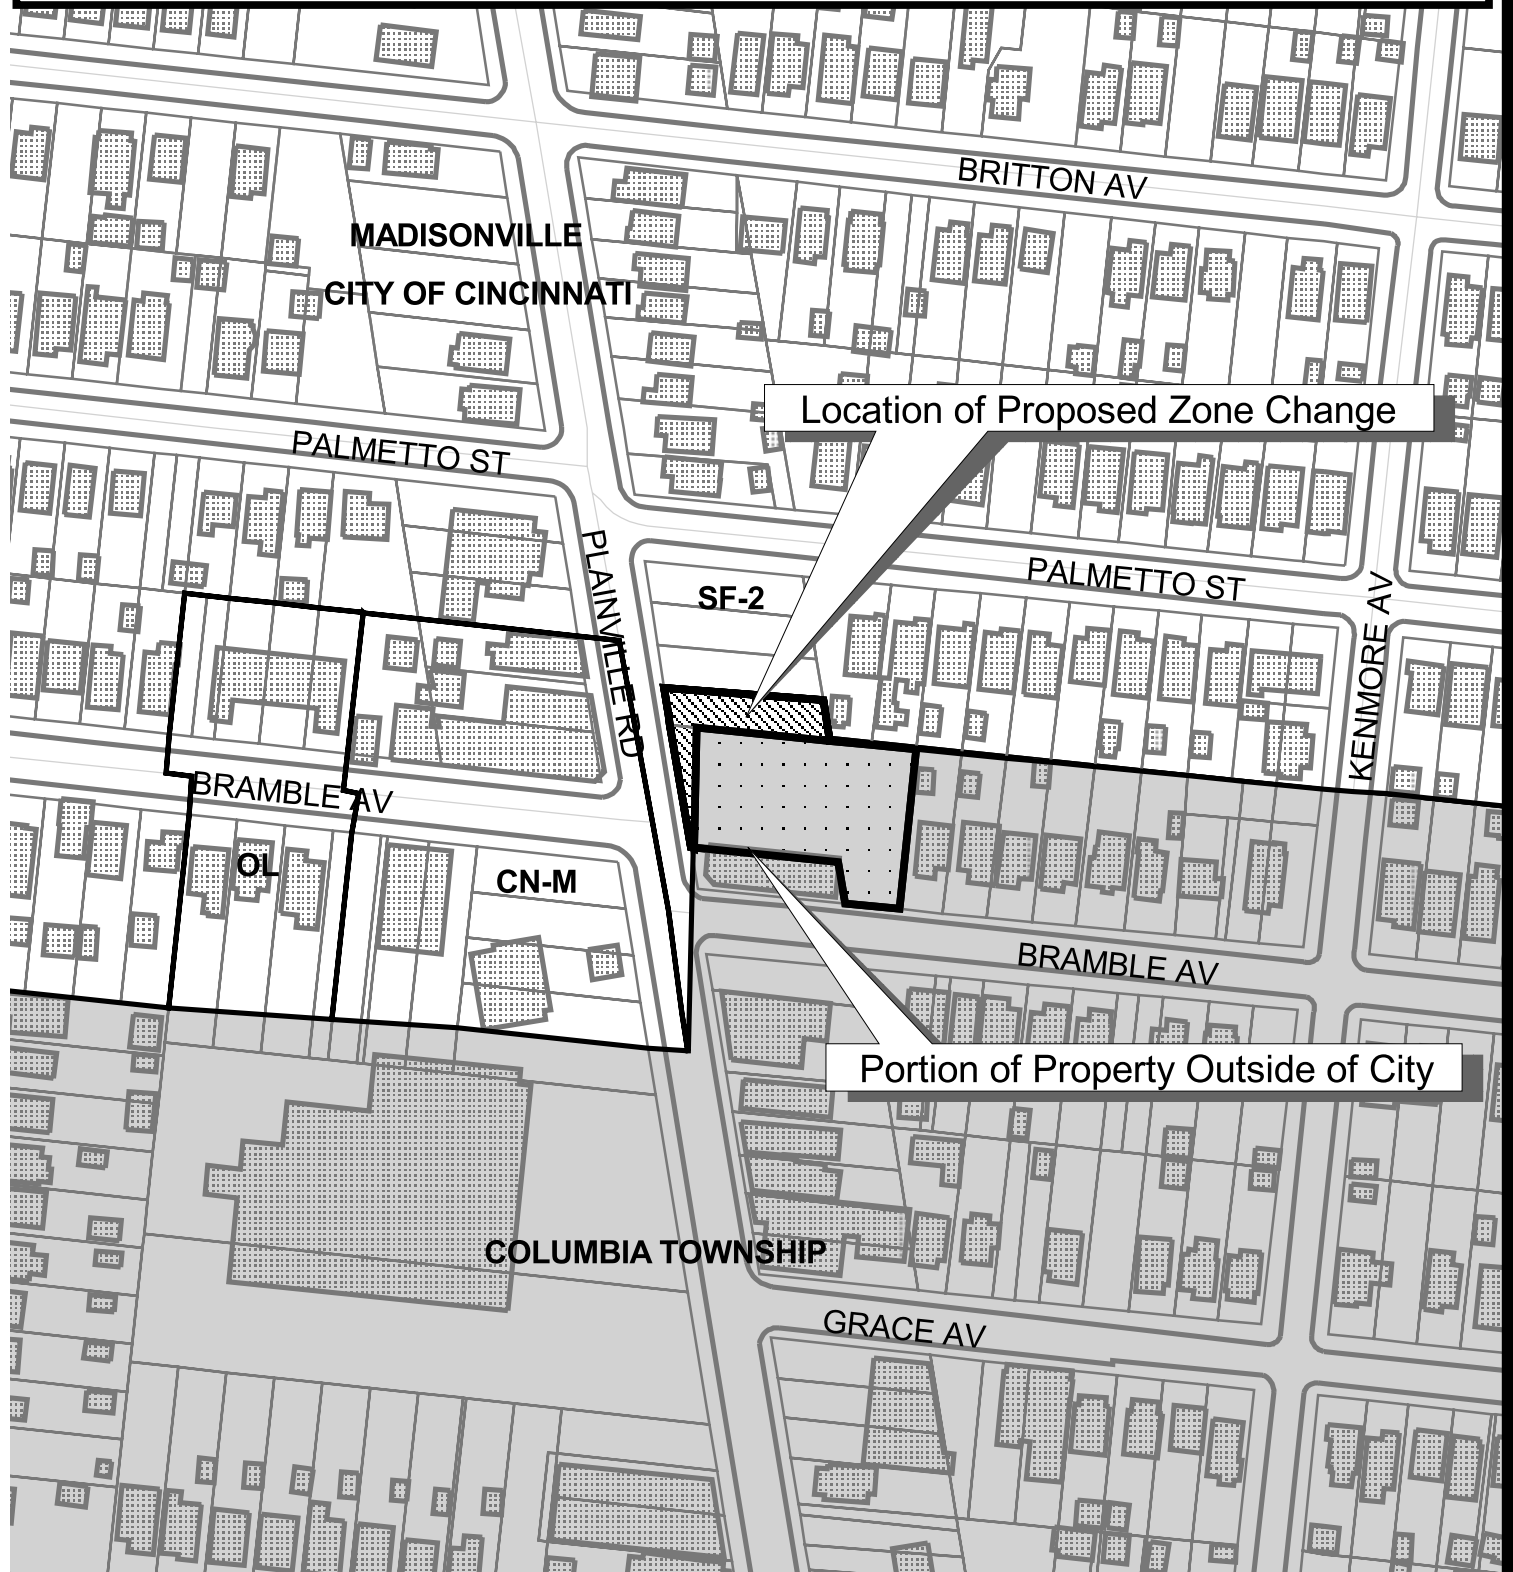 BRITTON AV
MADISONVILLE
CITY OF CINCINNATI
Location of Proposed Zone Change
PALMETTO ST
PLAINVILLE RD
SF-2
PALMETTO ST
KENMORE AV
BRAMBLE AV
OL
CN-M
BRAMBLE AV
Portion of Property Outside of City
COLUMBIA TOWNSHIP
GRACE AV